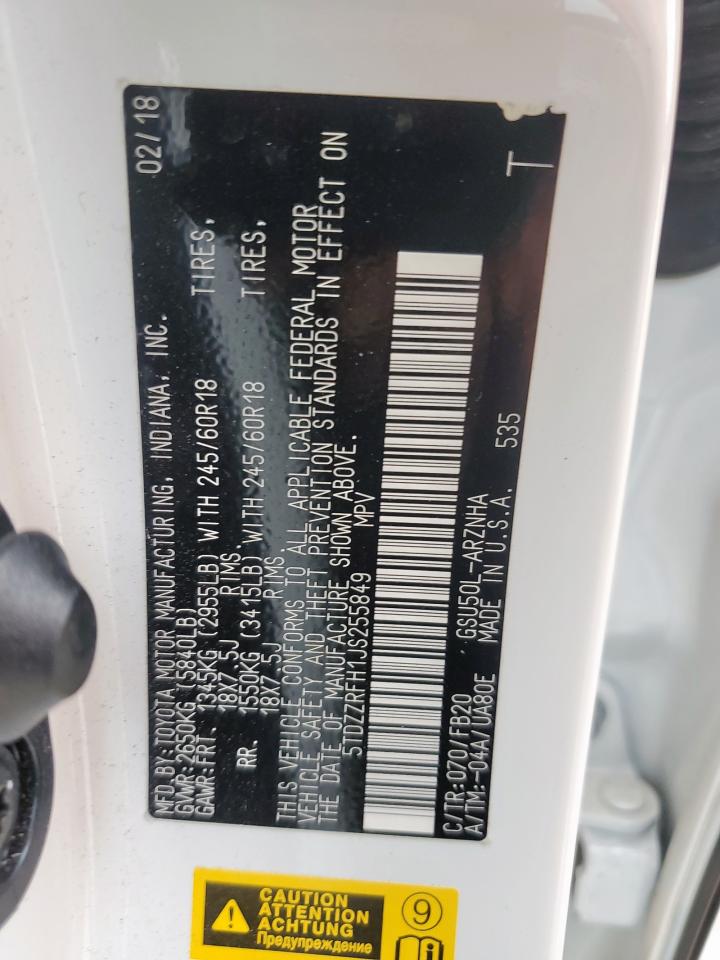 MFD.BY:TOYOTA MOTOR MANUFACTURING, INDIANA, INC. 02/18
GVWR:2650KG (5840LB)
GAWR:FRT. 1345KG (2955LB) WITH 245/60R18 TIRES,
18X7.5J RIMS.
RR. 1550KG (3415LB) WITH 245/60R18 TIRES,
18X7.5J RIMS.
THIS VEHICLE CONFORMS TO ALL APPLICABLE FEDERAL MOTOR
VEHICLE SAFETY AND THEFT PREVENTION STANDARDS IN EFFECT ON
THE DATE OF MANUFACTURE SHOWN ABOVE.
5TDZZRFH1JS255849 MPV
C/TR:070/FB20 GSU50L-ARZNHA
A/TM:-04A/UA80E MADE IN U.S.A. 535 T
CAUTION
ATTENTION
ACHTUNG
Предупреждение
9